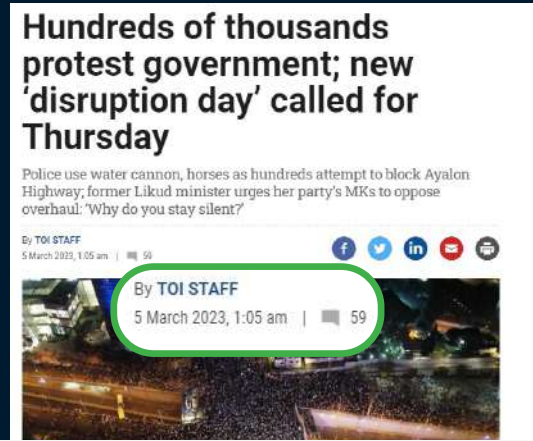 Hundreds of thousands
protest government; new
‘disruption day’ called for
Thursday
Police use water cannon, horses as hundreds attempt to block Ayalon
Highway; former Likud minister urges her party’s MKs to oppose
overhaul: ‘Why do you stay silent?’
By TOI STAFF
5 March 2023, 1:05 am | 59
By TOI STAFF
5 March 2023, 1:05 am | 59